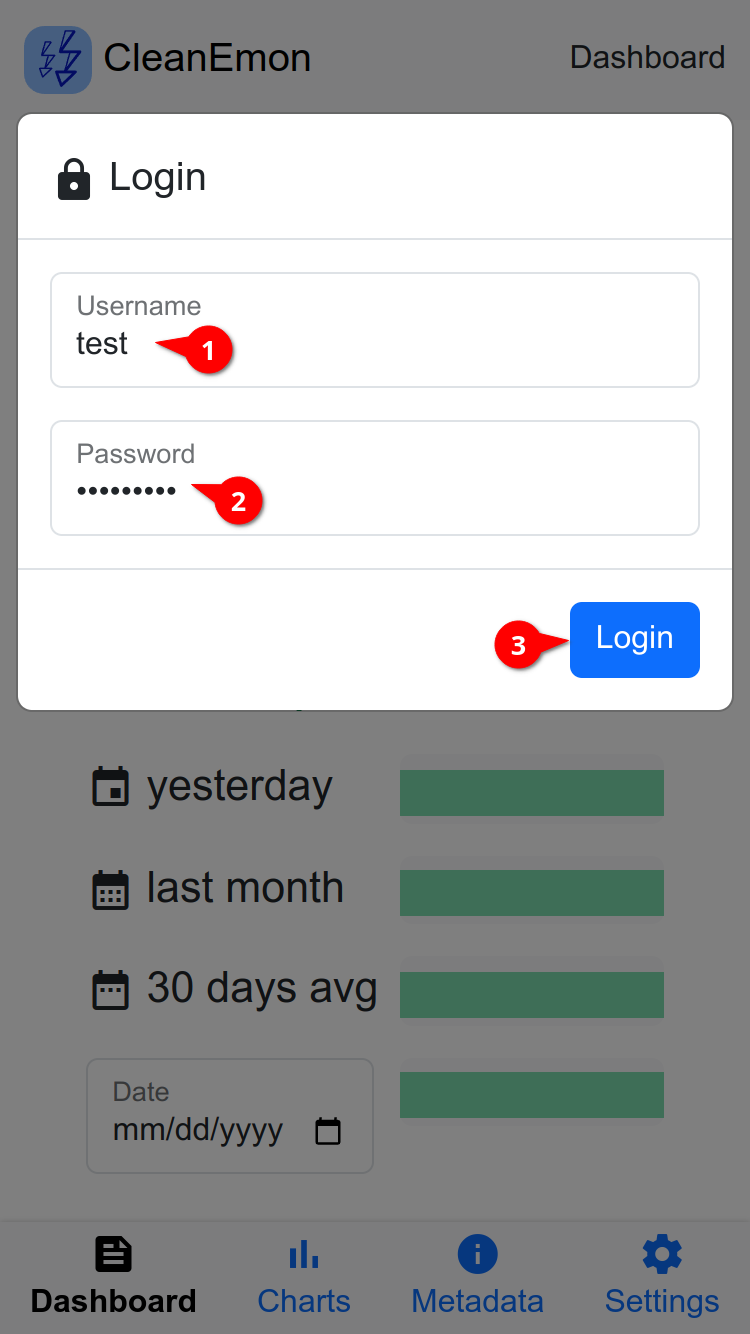 CleanEmon
Dashboard
Login
Username
test
1
Password
•••••••••
2
3
Login
yesterday
last month
30 days avg
Date
mm/dd/yyyy
Dashboard
Charts
Metadata
Settings